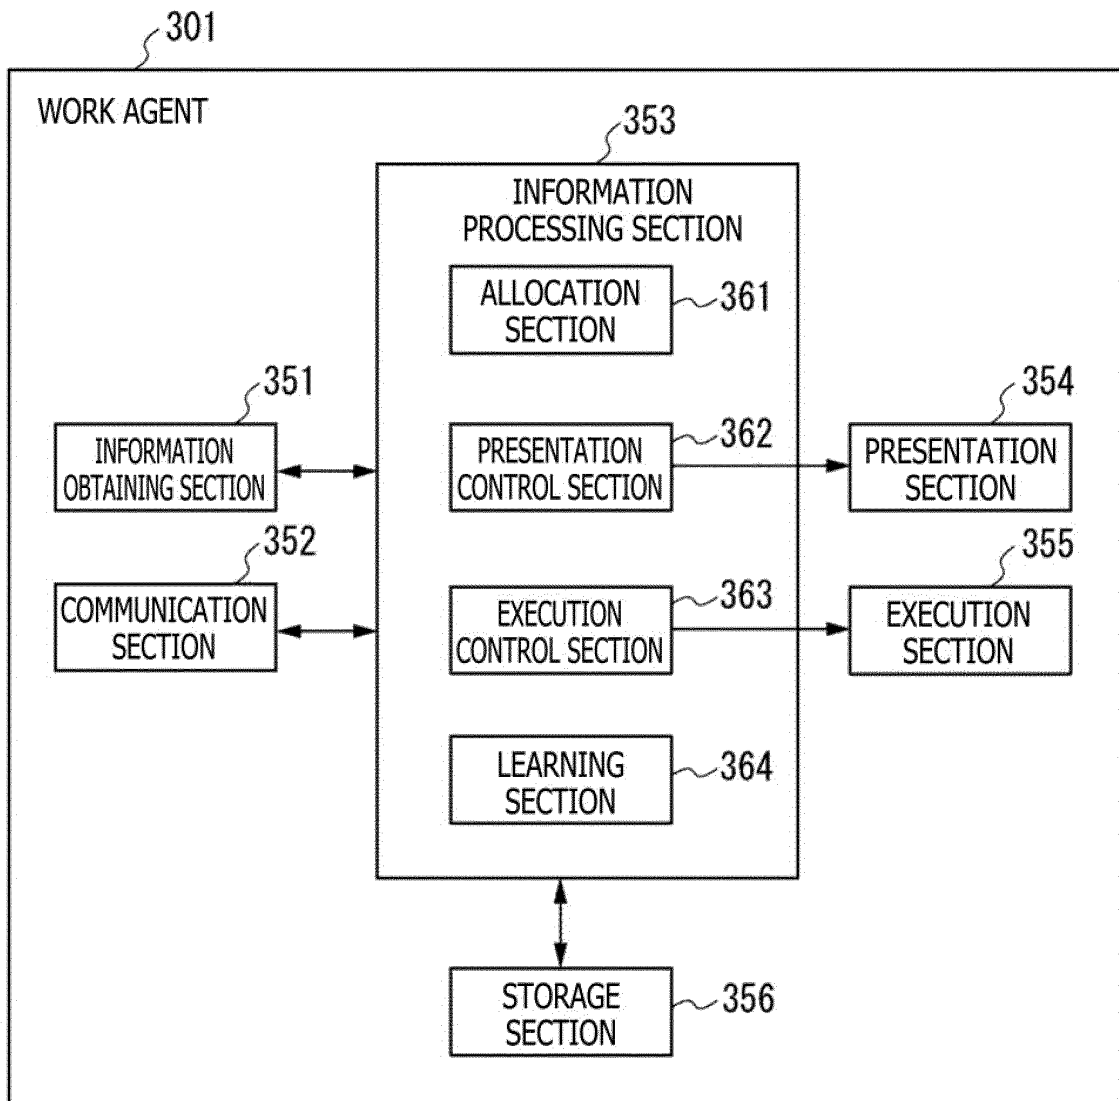 301
WORK AGENT
353
INFORMATION
PROCESSING SECTION
ALLOCATION
SECTION
361
351
INFORMATION
OBTAINING SECTION
PRESENTATION
CONTROL SECTION
362
354
PRESENTATION
SECTION
352
COMMUNICATION
SECTION
EXECUTION
CONTROL SECTION
363
355
EXECUTION
SECTION
LEARNING
SECTION
364
STORAGE
SECTION
356